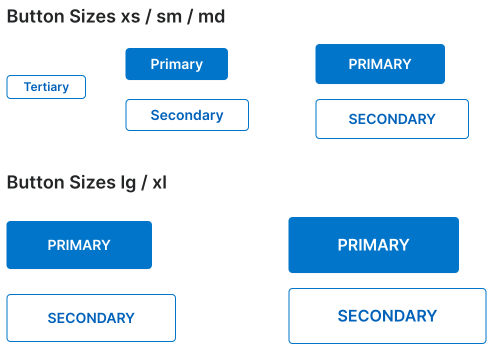 Button Sizes xs / sm / md
Tertiary
Primary
Secondary
PRIMARY
SECONDARY
Button Sizes lg / xl
PRIMARY
SECONDARY
PRIMARY
SECONDARY